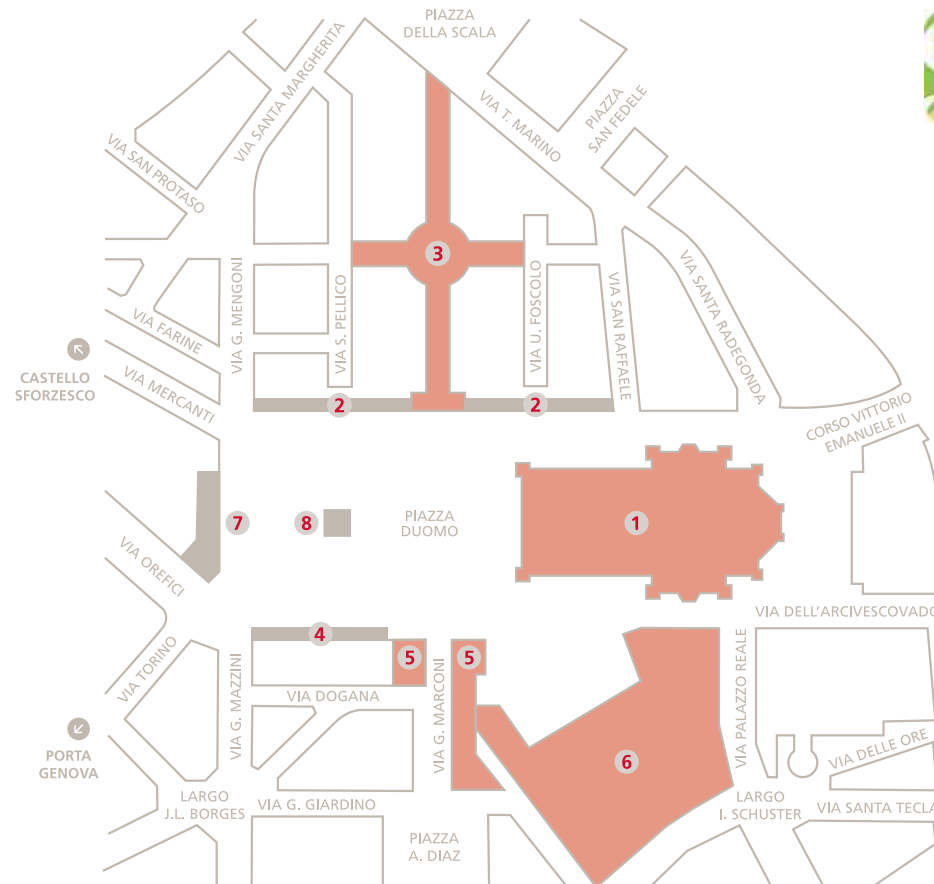 PIAZZA
DELLA SCALA
VIA SANTA MARGHERITA
VIA T. MARINO
PIAZZA
SAN FEDELE
VIA SAN PROTASO
3
VIA G. MENGONI
VIA S. PELLICO
VIA U. FOSCOLO
VIA SAN RAFFAELE
VIA SANTA RADEGONDA
VIA FARINE
CASTELLO
SFORZESCO
VIA MERCANTI
2
2
CORSO VITTORIO
EMANUELE II
7
8
PIAZZA
DUOMO
1
VIA OREFICI
VIA DELL'ARCIVESCOVADO
4
5
5
VIA TORINO
VIA G. MAZZINI
VIA DOGANA
VIA G. MARCONI
VIA PALAZZO REALE
PORTA
GENOVA
6
VIA DELLE ORE
LARGO
J.L. BORGES
VIA G. GIARDINO
LARGO
I. SCHUSTER
VIA SANTA TECLA
PIAZZA
A. DIAZ